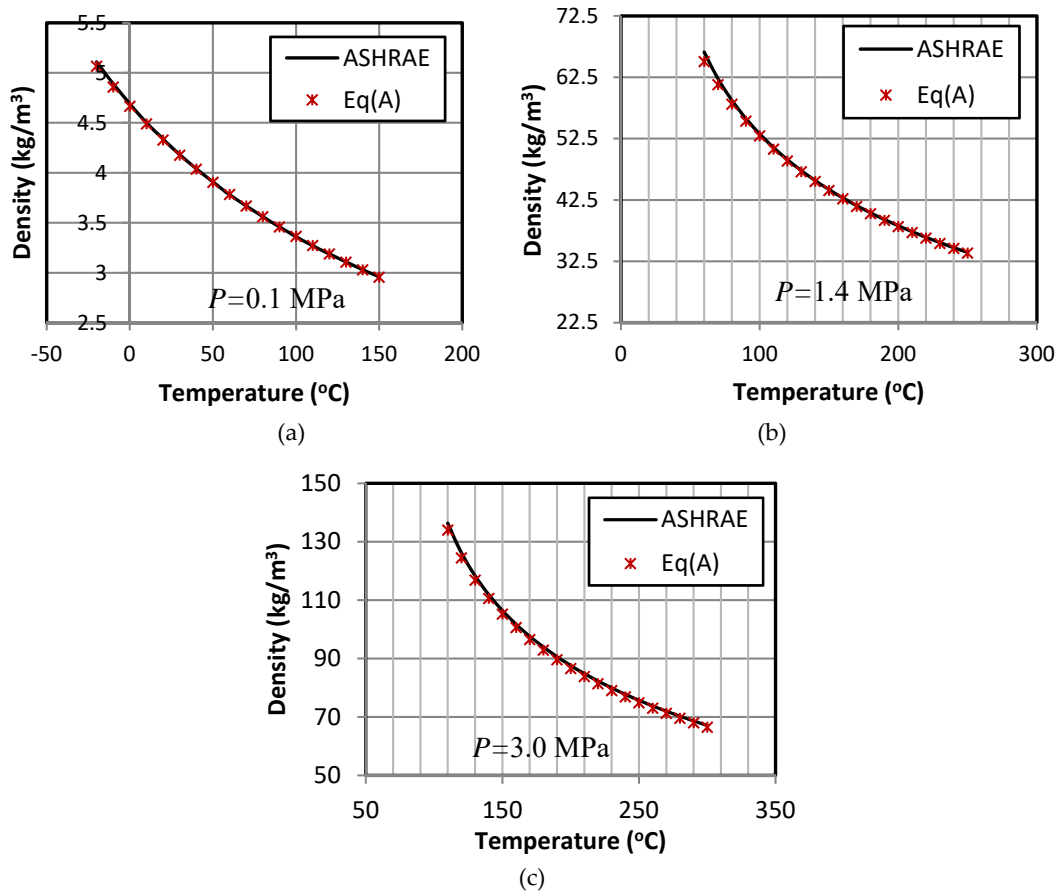 5.5
5
4.5
4
3.5
3
2.5
Density (kg/m³)
ASHRAE
Eq(A)
P=0.1 MPa
-50 0 50 100 150 200
Temperature (ºC)
(a)
72.5
62.5
52.5
42.5
32.5
22.5
Density (kg/m³)
ASHRAE
Eq(A)
P=1.4 MPa
0 100 200 300
Temperature (ºC)
(b)
150
130
110
90
70
50
Density (kg/m³)
ASHRAE
Eq(A)
P=3.0 MPa
50 150 250 350
Temperature (ºC)
(c)